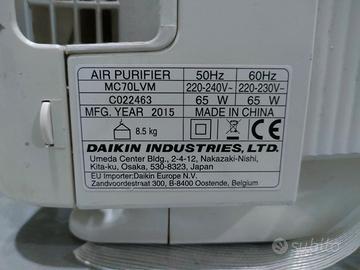 AIR PURIFIER 50Hz 60Hz
MC70LVM 220-240V~ 220-230V~
C022463 65 W 65 W
MFG. YEAR 2015 MADE IN CHINA
8.5 kg CE
DAIKIN INDUSTRIES, LTD.
Umeda Center Bldg., 2-4-12, Nakazaki-Nishi,
Kita-ku, Osaka, 530-8323, Japan
EU Importer:Daikin Europe N.V.
Zandvoordestraat 300, B-8400 Oostende, Belgium
subito